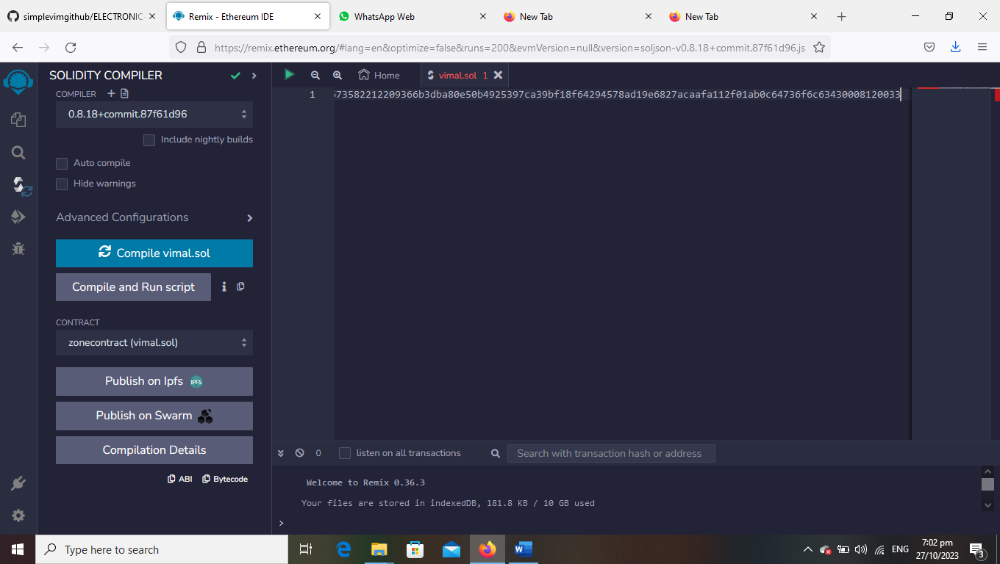 simplevimgithub/ELECTRONIC-
Remix - Ethereum IDE
WhatsApp Web
New Tab
New Tab
https://remix.ethereum.org/#lang=en&optimize=false&runs=200&evmVersion=null&version=soljson-v0.8.18+commit.87f61d96.js
SOLIDITY COMPILER
COMPILER
0.8.18+commit.87f61d96
Include nightly builds
Auto compile
Hide warnings
Advanced Configurations
Compile vimal.sol
Compile and Run script
CONTRACT
zonecontract (vimal.sol)
Publish on Ipfs
IPFS
Publish on Swarm
Compilation Details
ABI
Bytecode
Home
vimal.sol 1
1
573582212209366b3dba80e50b4925397ca39bf18f64294578ad19e6827acaafa112f01ab0c64736f6c63430008120033
0
listen on all transactions
Search with transaction hash or address
Welcome to Remix 0.36.3
Your files are stored in indexedDB, 181.8 KB / 10 GB used
>
Type here to search
ENG
7:02 pm
27/10/2023
3